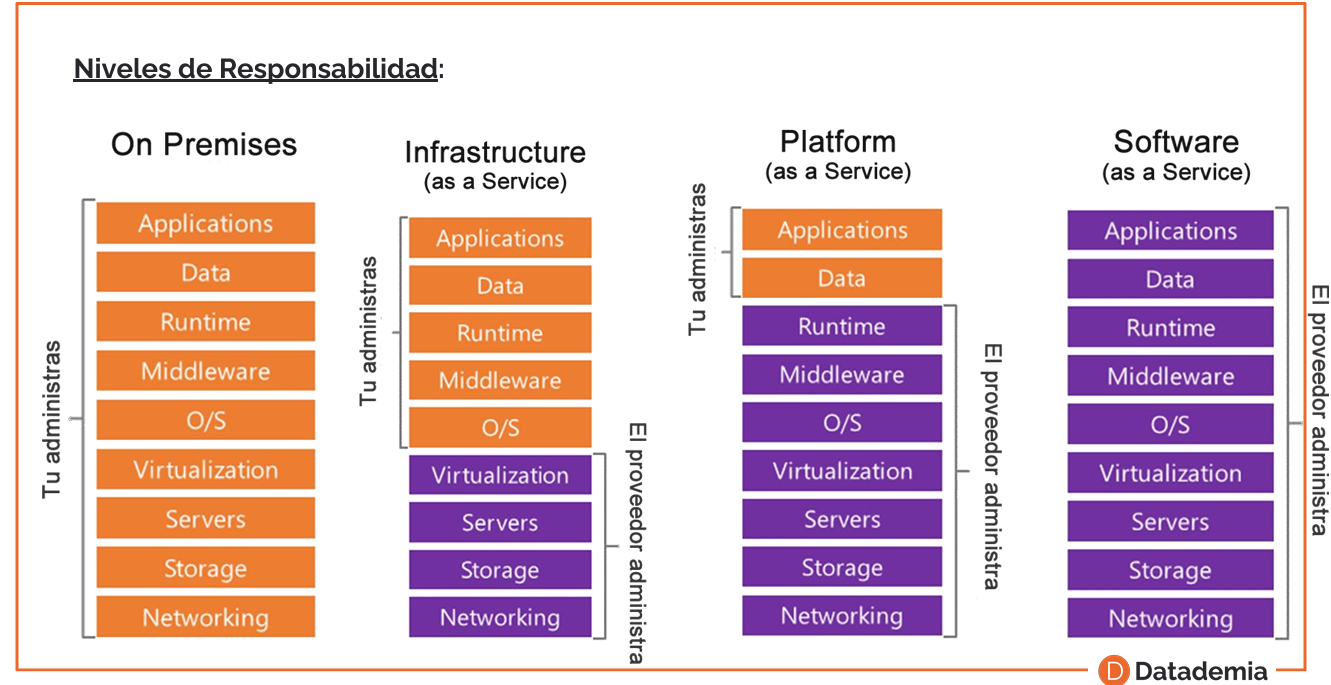 Niveles de Responsabilidad:
On Premises
Tu administras
Applications
Data
Runtime
Middleware
O/S
Virtualization
Servers
Storage
Networking
Infrastructure
(as a Service)
Tu administras
Applications
Data
Runtime
Middleware
O/S
Virtualization
Servers
Storage
Networking
El proveedor administra
Platform
(as a Service)
Tu administras
Applications
Data
Runtime
Middleware
O/S
Virtualization
Servers
Storage
Networking
El proveedor administra
Software
(as a Service)
Applications
Data
Runtime
Middleware
O/S
Virtualization
Servers
Storage
Networking
El proveedor administra
D Datademia